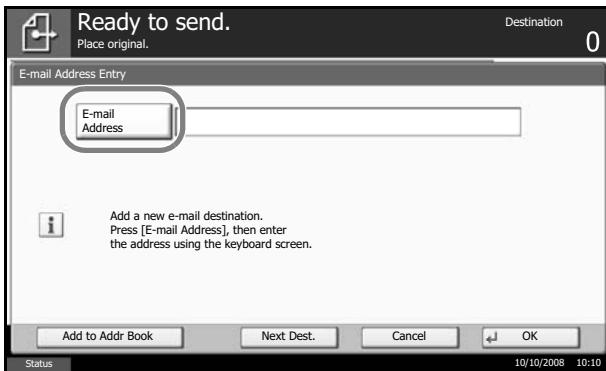 Ready to send.
Destination
Place original.
0
E-mail Address Entry
E-mail
Address
Add a new e-mail destination.
Press [E-mail Address], then enter
the address using the keyboard screen.
Add to Addr Book
Next Dest.
Cancel
OK
Status
10/10/2008 10:10